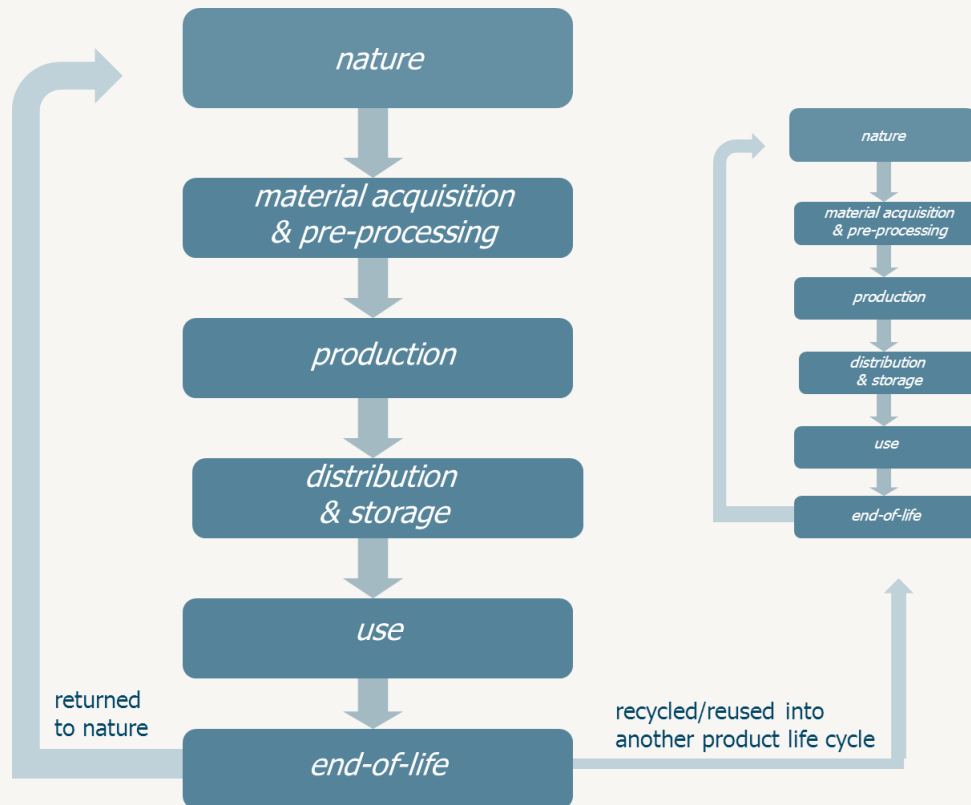 nature
material acquisition
& pre-processing
production
distribution
& storage
use
end-of-life
returned
to nature
recycled/reused into
another product life cycle
nature
material acquisition
& pre-processing
production
distribution
& storage
use
end-of-life